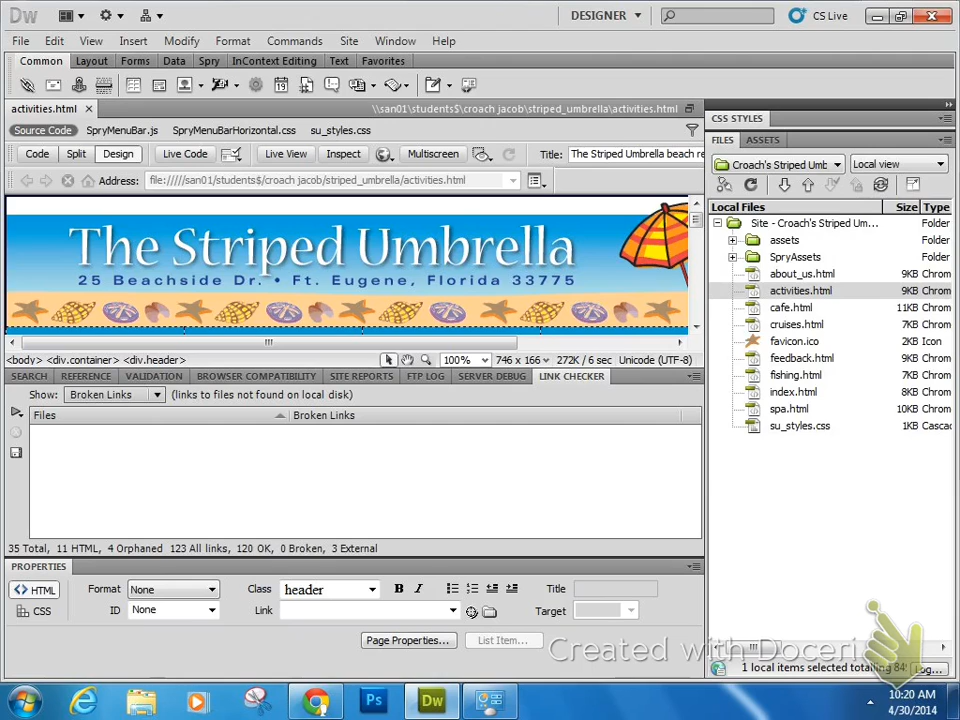 Dw
DESIGNER
CS Live
File Edit View Insert Modify Format Commands Site Window Help
Common Layout Forms Data Spry InContext Editing Text Favorites
activities.html
\\san01\students$\croach jacob\striped_umbrella\activities.html
Source Code SpryMenuBar.js SpryMenuBarHorizontal.css su_styles.css
Code Split Design Live Code Live View Inspect Multiscreen Title: The Striped Umbrella beach re
Address: file://///san01/students$/croach jacob/striped_umbrella/activities.html
The Striped Umbrella
25 Beachside Dr. • Ft. Eugene, Florida 33775
<body> <div.container> <div.header> 100% 746 x 166 272K / 6 sec Unicode (UTF-8)
SEARCH REFERENCE VALIDATION BROWSER COMPATIBILITY SITE REPORTS FTP LOG SERVER DEBUG LINK CHECKER
Show: Broken Links (links to files not found on local disk)
Files Broken Links
35 Total, 11 HTML, 4 Orphaned 123 All links, 120 OK, 0 Broken, 3 External
PROPERTIES
HTML Format None Class header B I Title
CSS ID None Link Target
Page Properties... List Item...
CSS STYLES
FILES ASSETS
Croach's Striped Umb Local view
Local Files Size Type
Site - Croach's Striped Um... Folder
assets Folder
SpryAssets Folder
about_us.html 9KB Chrom
activities.html 9KB Chrom
cafe.html 11KB Chrom
cruises.html 7KB Chrom
favicon.ico 2KB Icon
feedback.html 9KB Chrom
fishing.html 7KB Chrom
index.html 8KB Chrom
spa.html 10KB Chrom
su_styles.css 1KB Cascac
Created with Doceri
1 local items selected totalling 84 Log...
Ps Dw
10:20 AM
4/30/2014